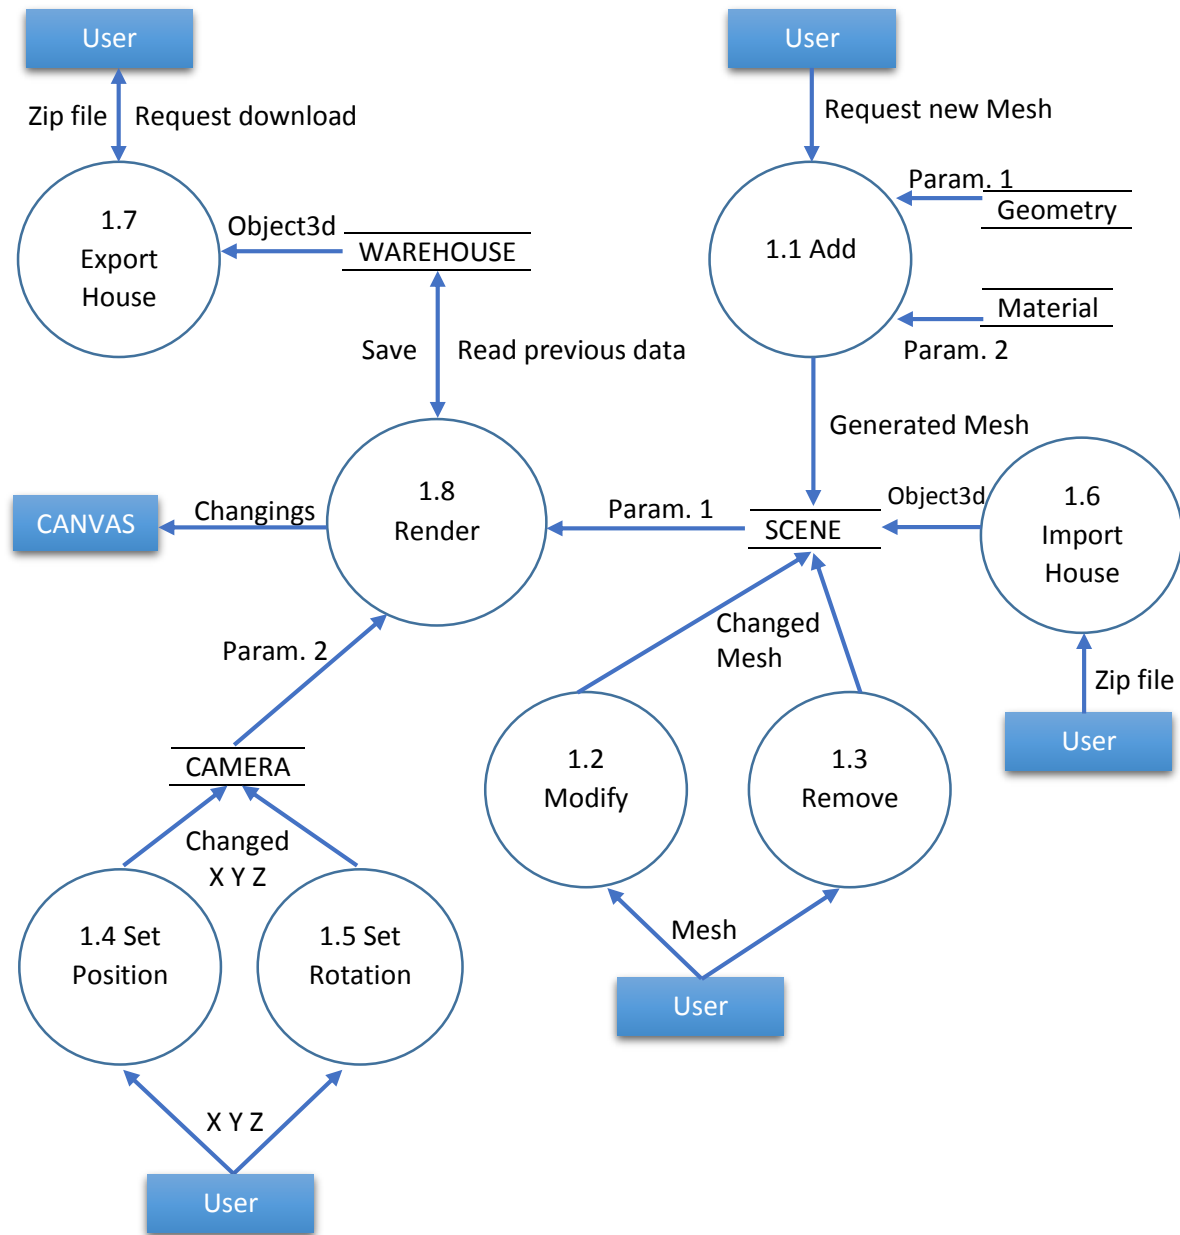 User
User
Zip file
Request download
Request new Mesh
Param. 1
Geometry
1.7
Export
House
Object3d
WAREHOUSE
1.1 Add
Material
Param. 2
Save
Read previous data
Generated Mesh
1.8
Render
CANVAS
Changings
Param. 1
SCENE
Object3d
1.6
Import
House
Param. 2
Changed
Mesh
Zip file
User
CAMERA
1.2
Modify
1.3
Remove
Changed
X Y Z
1.4 Set
Position
1.5 Set
Rotation
Mesh
User
X Y Z
User